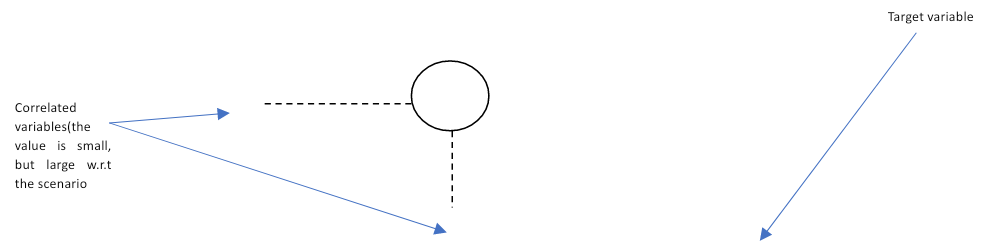 Target variable
Correlated
variables(the
value is small,
but large w.r.t
the scenario